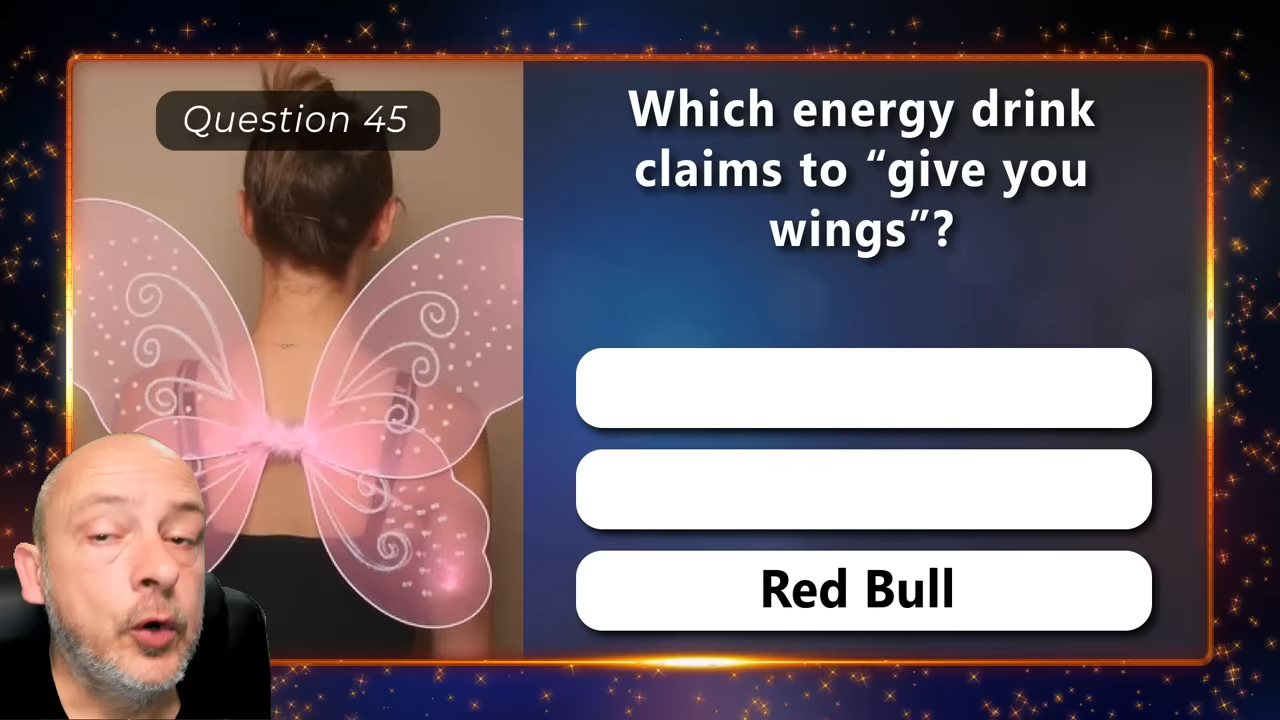 Question 45
Which energy drink
claims to “give you
wings”?
Red Bull